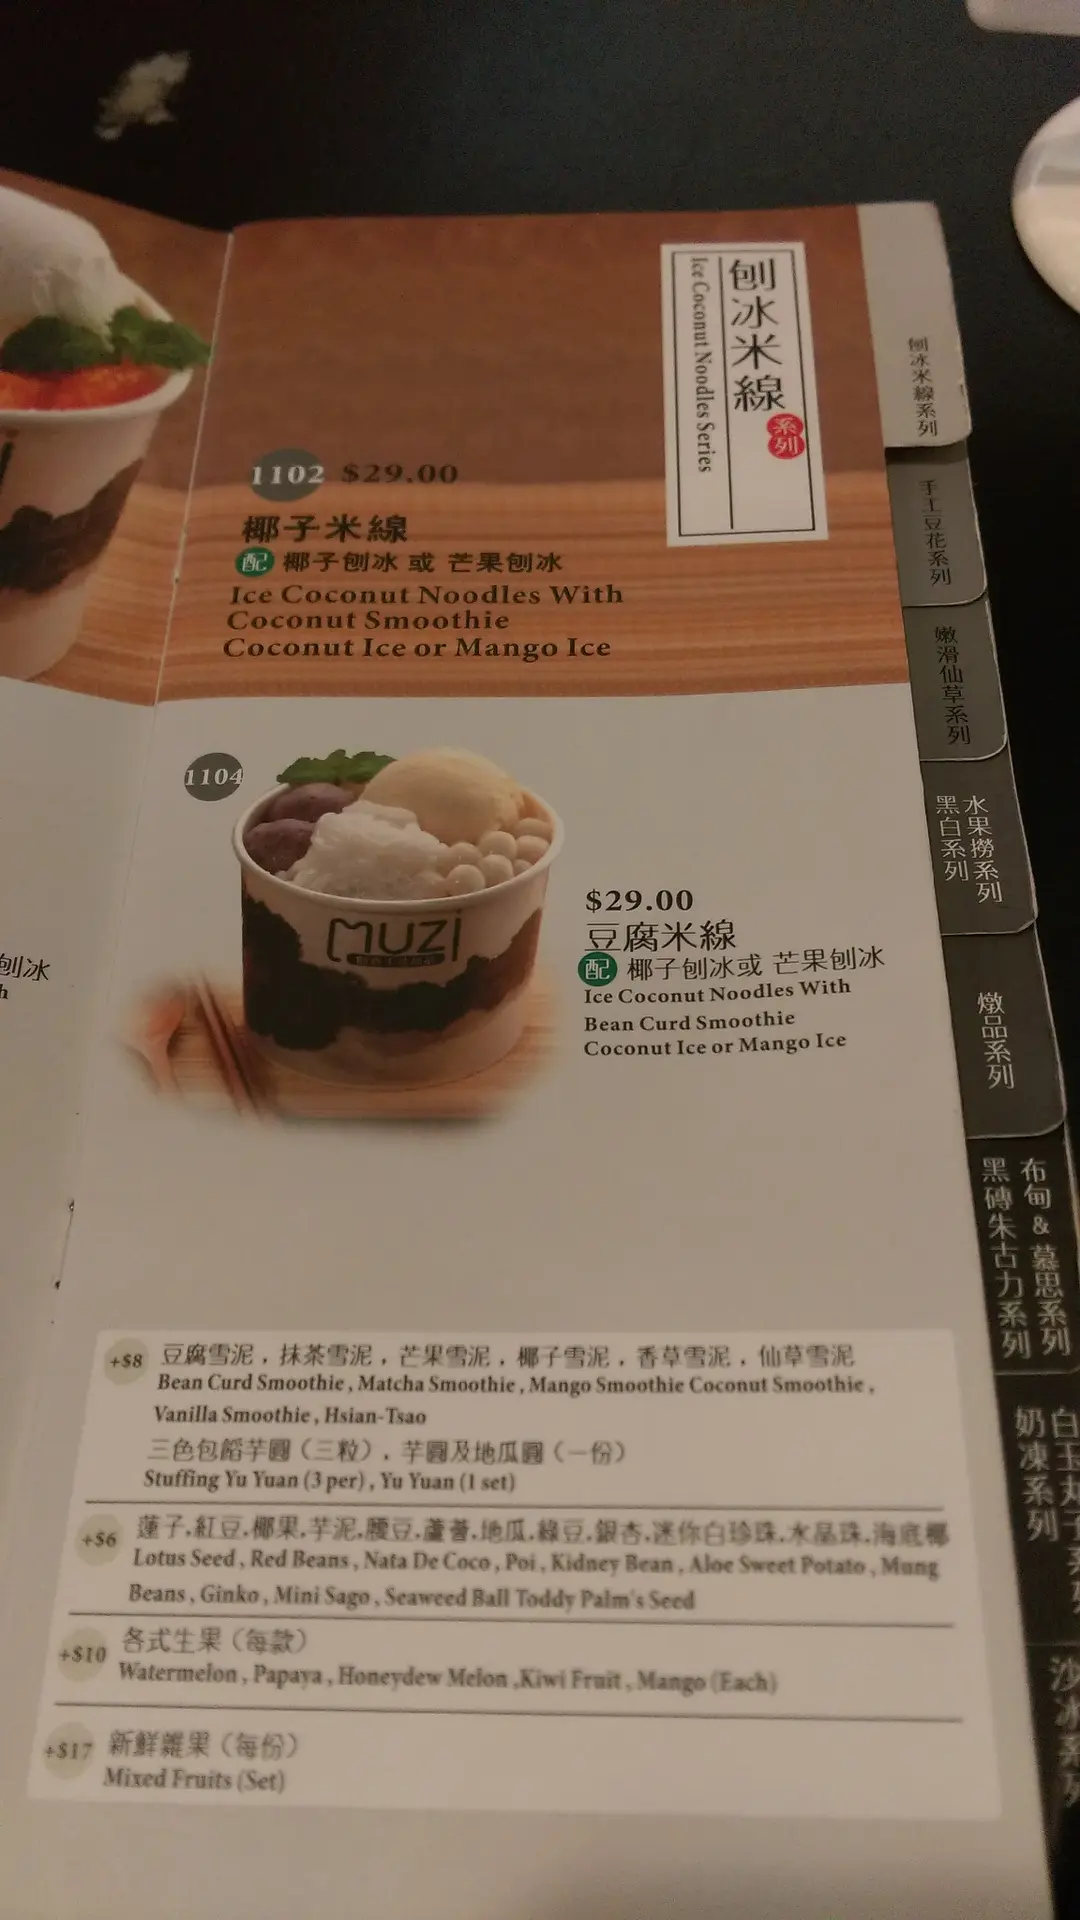 刨冰米線
系列
Ice Coconut Noodles Series
1102 $29.00
椰子米線
配 椰子刨冰 或 芒果刨冰
Ice Coconut Noodles With
Coconut Smoothie
Coconut Ice or Mango Ice
刨冰
h
1104
MUZI
$29.00
豆腐米線
配 椰子刨冰或 芒果刨冰
Ice Coconut Noodles With
Bean Curd Smoothie
Coconut Ice or Mango Ice
+$8 豆腐雪泥，抹茶雪泥，芒果雪泥，椰子雪泥，香草雪泥，仙草雪泥
Bean Curd Smoothie , Matcha Smoothie , Mango Smoothie Coconut Smoothie ,
Vanilla Smoothie , Hsian-Tsao
三色包餡芋圓（三粒），芋圓及地瓜圓（一份）
Stuffing Yu Yuan (3 per) , Yu Yuan (1 set)
+$6 蓮子,紅豆,椰果,芋泥,腰豆,蘆薈,地瓜,綠豆,銀杏,迷你白珍珠,水晶珠,海底椰
Lotus Seed , Red Beans , Nata De Coco , Poi , Kidney Bean , Aloe Sweet Potato , Mung
Beans , Ginko , Mini Sago , Seaweed Ball Toddy Palm's Seed
+$10 各式生果（每款）
Watermelon , Papaya , Honeydew Melon ,Kiwi Fruit , Mango (Each)
+$17 新鮮雜果（每份）
Mixed Fruits (Set)
刨冰米線系列
手工豆花系列
嫩滑仙草系列
水果撈系列
黑白系列
燉品系列
布甸&慕思系列
黑磚朱古力系列
白玉丸子系列
奶凍系列
沙冰系列